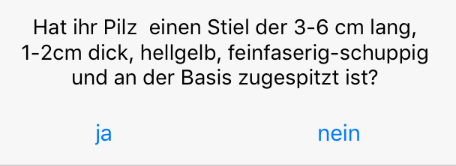 Hat ihr Pilz  einen Stiel der 3-6 cm lang,
1-2cm dick, hellgelb, feinfaserig-schuppig
und an der Basis zugespitzt ist?
ja nein